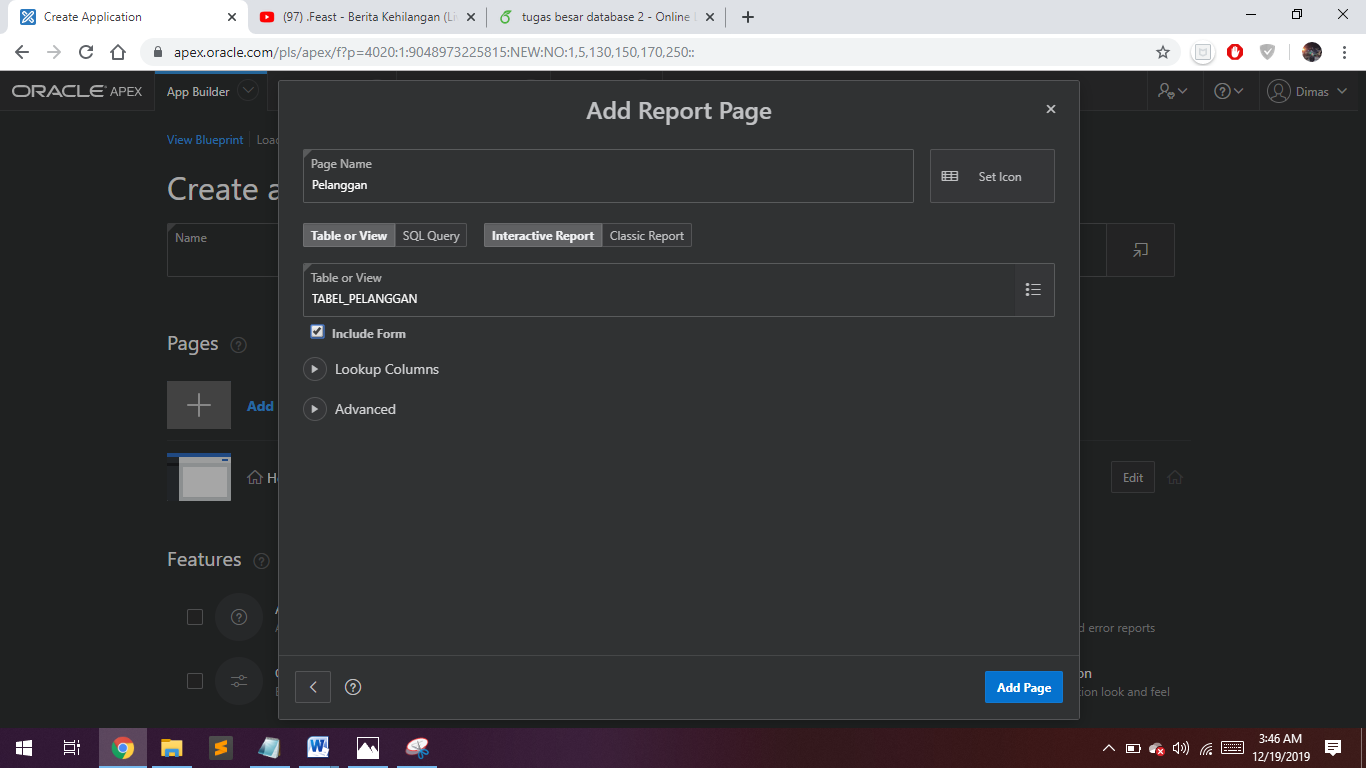 Create Application
(97) .Feast - Berita Kehilangan (Li
tugas besar database 2 - Online
apex.oracle.com/pls/apex/f?p=4020:1:9048973225815:NEW:NO:1,5,130,150,170,250::
ORACLE APEX
App Builder
Dimas
Add Report Page
View Blueprint
Page Name
Pelanggan
Set Icon
Create a
Name
Table or View
SQL Query
Interactive Report
Classic Report
Table or View
TABEL_PELANGGAN
Include Form
Pages
Lookup Columns
Add
Advanced
Edit
Features
d error reports
on
tion look and feel
Add Page
3:46 AM
12/19/2019